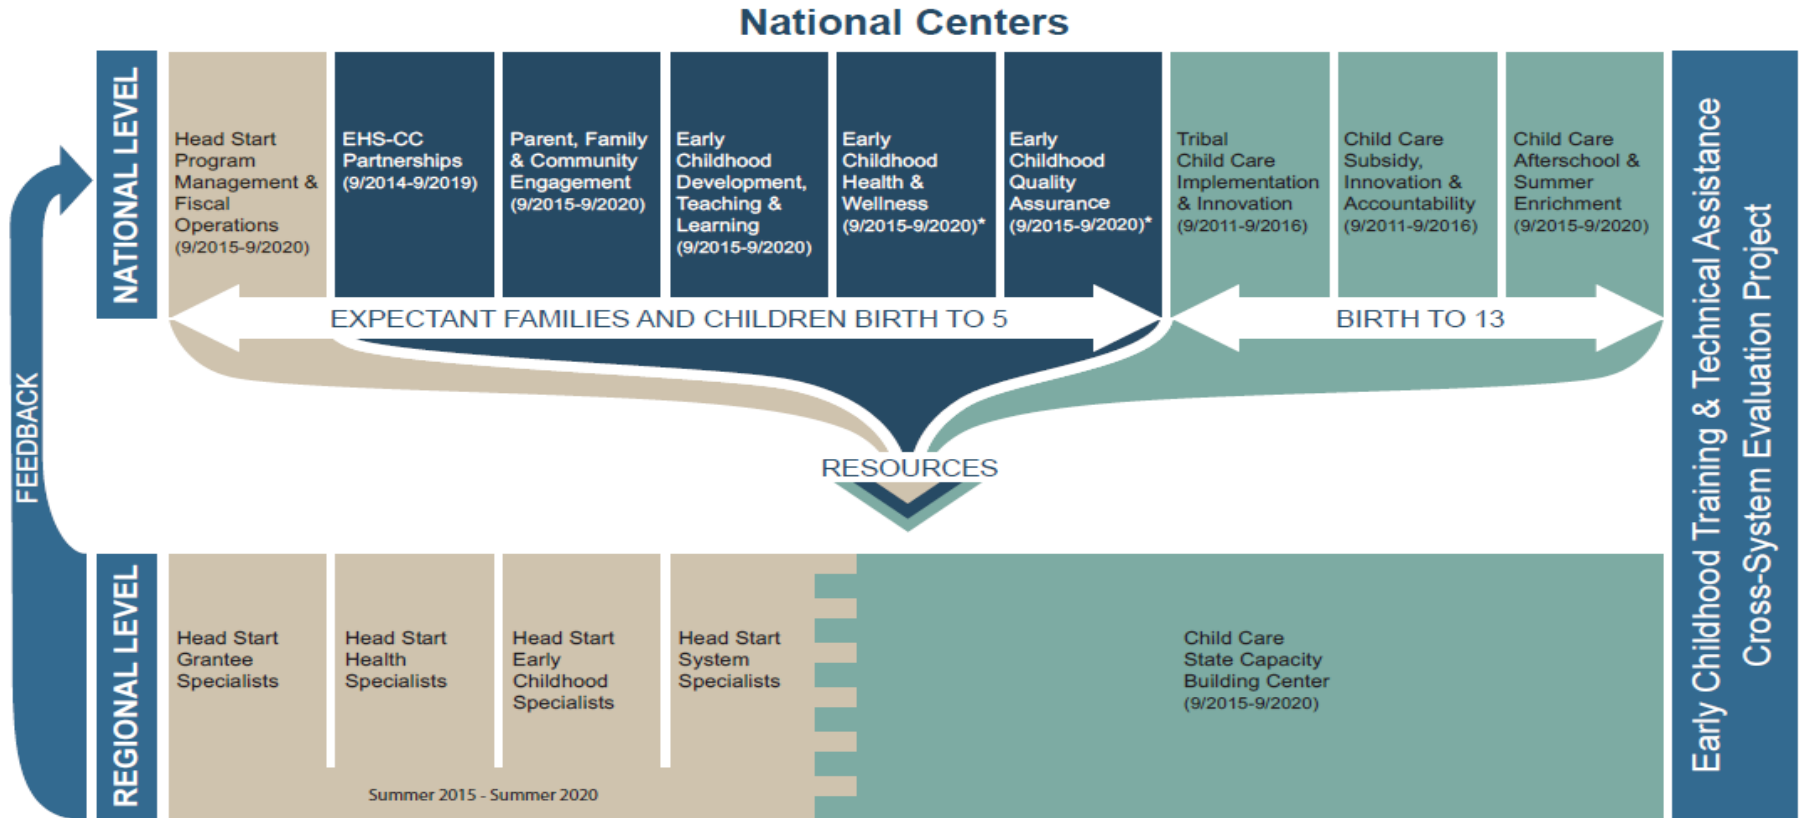 National Centers
NATIONAL LEVEL
Head Start
Program
Management &
Fiscal
Operations
(9/2015-9/2020)
EHS-CC
Partnerships
(9/2014-9/2019)
Parent, Family
& Community
Engagement
(9/2015-9/2020)
Early
Childhood
Development,
Teaching &
Learning
(9/2015-9/2020)
Early
Childhood
Health &
Wellness
(9/2015-9/2020)*
Early
Childhood
Quality
Assurance
(9/2015-9/2020)*
Tribal
Child Care
Implementation
& Innovation
(9/2011-9/2016)
Child Care
Subsidy,
Innovation &
Accountability
(9/2011-9/2016)
Child Care
Afterschool &
Summer
Enrichment
(9/2015-9/2020)
EXPECTANT FAMILIES AND CHILDREN BIRTH TO 5
BIRTH TO 13
FEEDBACK
RESOURCES
REGIONAL LEVEL
Head Start
Grantee
Specialists
Head Start
Health
Specialists
Head Start
Early
Childhood
Specialists
Head Start
System
Specialists
Summer 2015 - Summer 2020
Child Care
State Capacity
Building Center
(9/2015-9/2020)
Early Childhood Training & Technical Assistance
Cross-System Evaluation Project